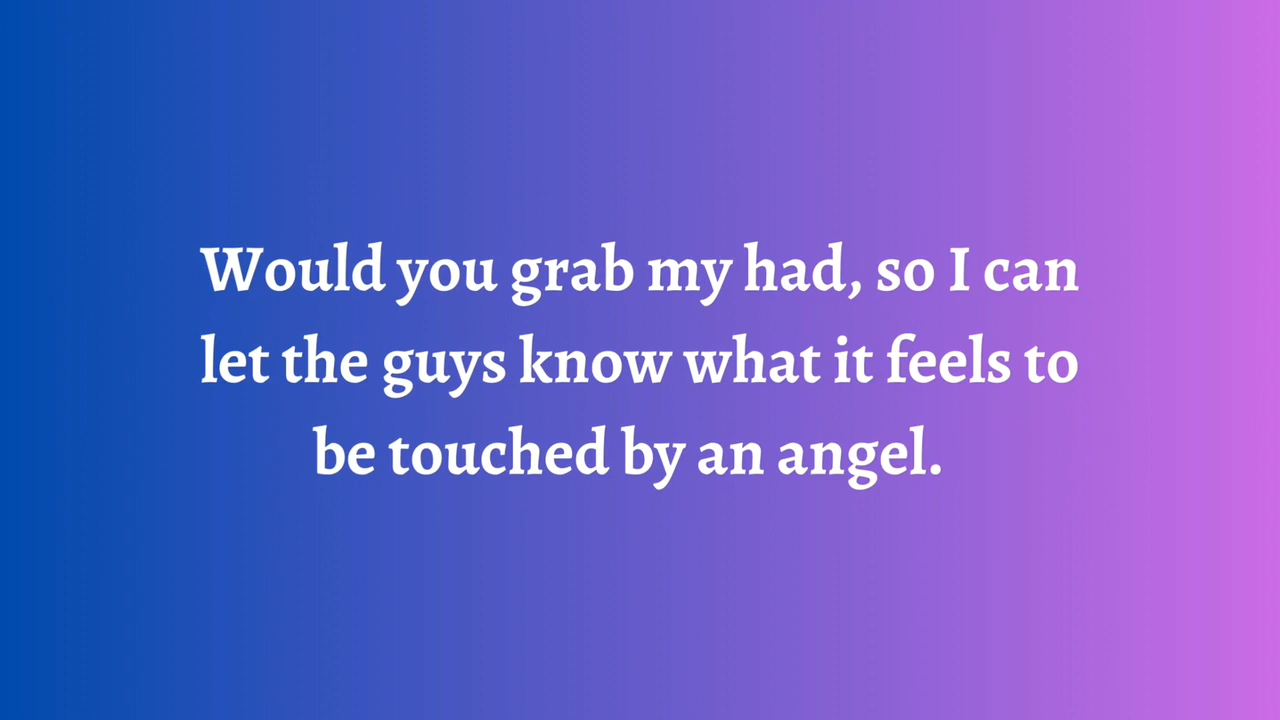 Would you grab my had, so I can
let the guys know what it feels to
be touched by an angel.